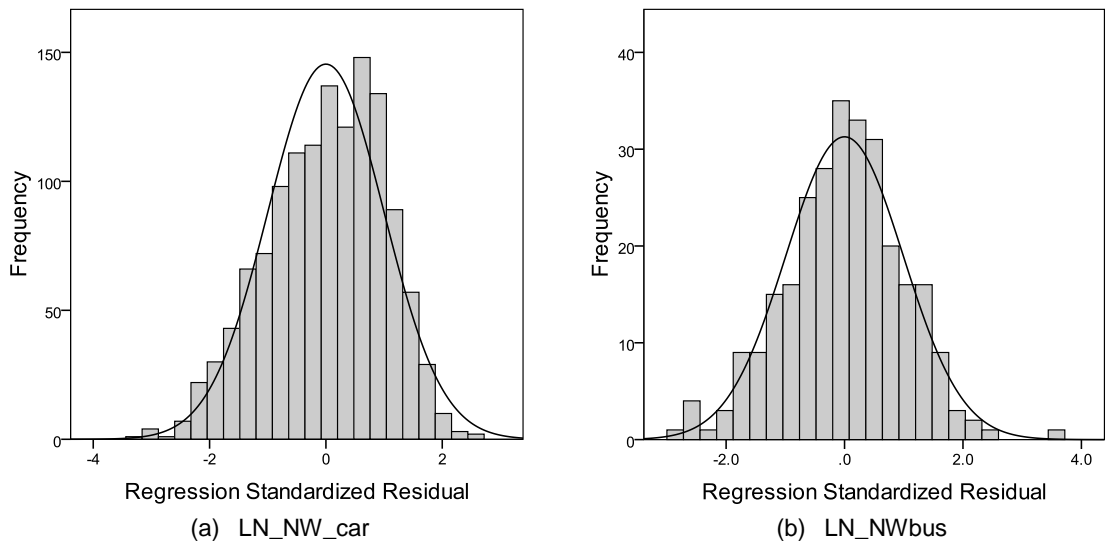 150
100
50
0
Frequency
-4
-2
0
2
Regression Standardized Residual
(a) LN_NW_car
40
30
20
10
0
Frequency
-2.0
.0
2.0
4.0
Regression Standardized Residual
(b) LN_NWbus